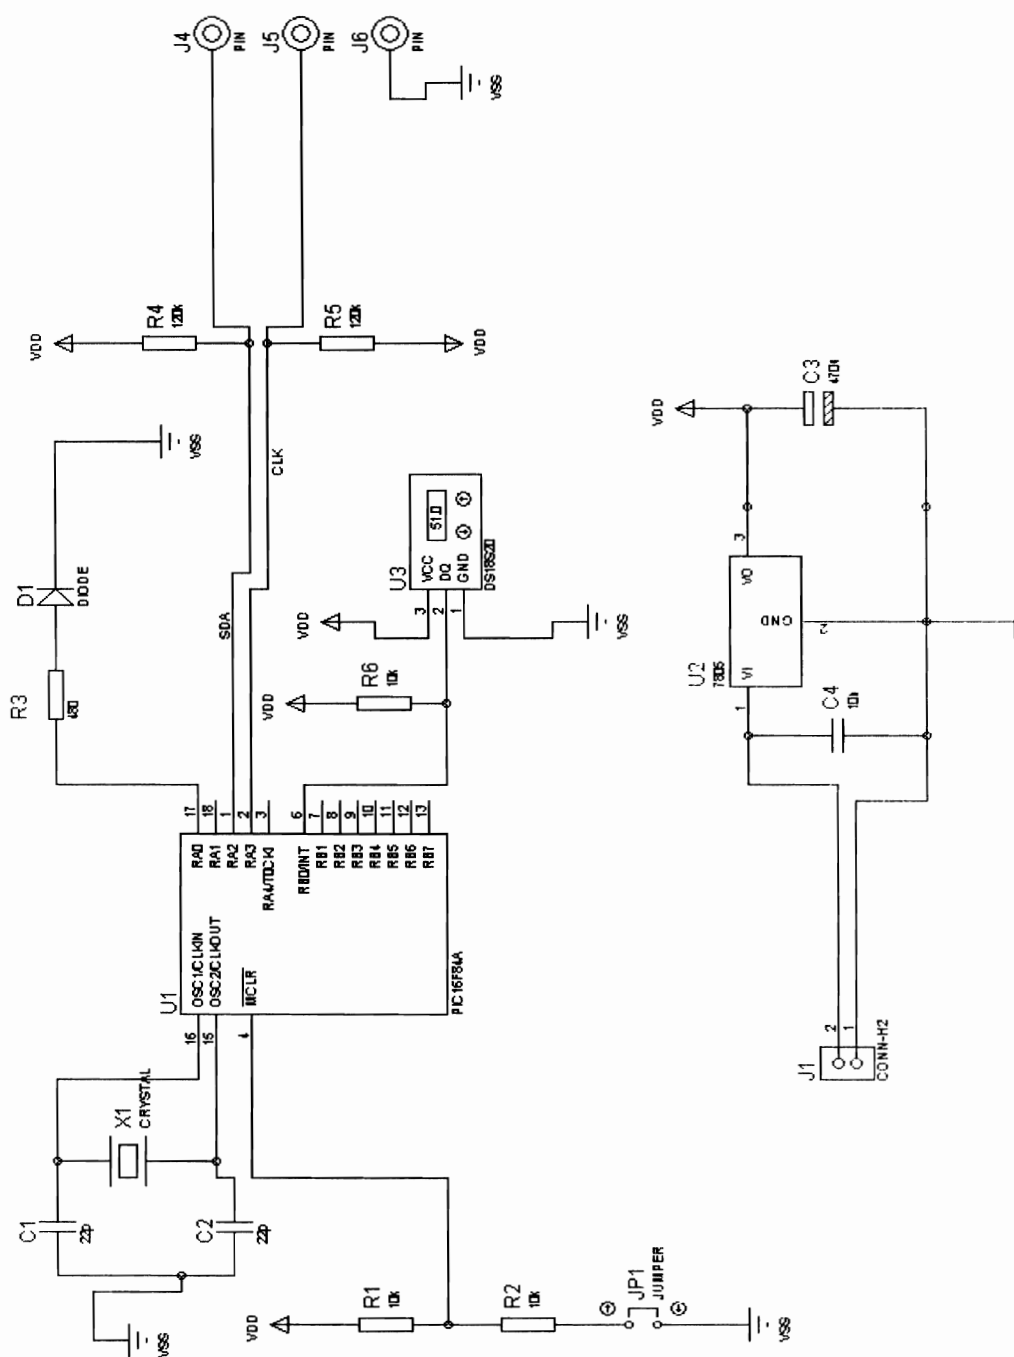 J4
PIN
J5
PIN
J6
PIN
VSS
VDD
R4
120k
R5
120k
VDD
VSS
D1
DIODE
R3
480
SDA
CLK
U3
51.0
VCC
DQ
GND
3
2
1
DS18S20
VDD
VSS
VDD
R6
10k
U1
OSC1/CLKIN
OSC2/CLKOUT
MCLR
16
15
4
RA0
RA1
RA2
RA3
RA4/T0CKI
RB0/INT
RB1
RB2
RB3
RB4
RB5
RB6
RB7
17
18
1
2
3
6
7
8
9
10
11
12
13
PIC16F84A
X1
CRYSTAL
C1
22p
C2
22p
VSS
VDD
R1
10k
R2
10k
JP1
JUMPER
VSS
VDD
C3
U2
7805
VI
VO
GND
1
3
2
C4
J1
2
1
CONN-H2